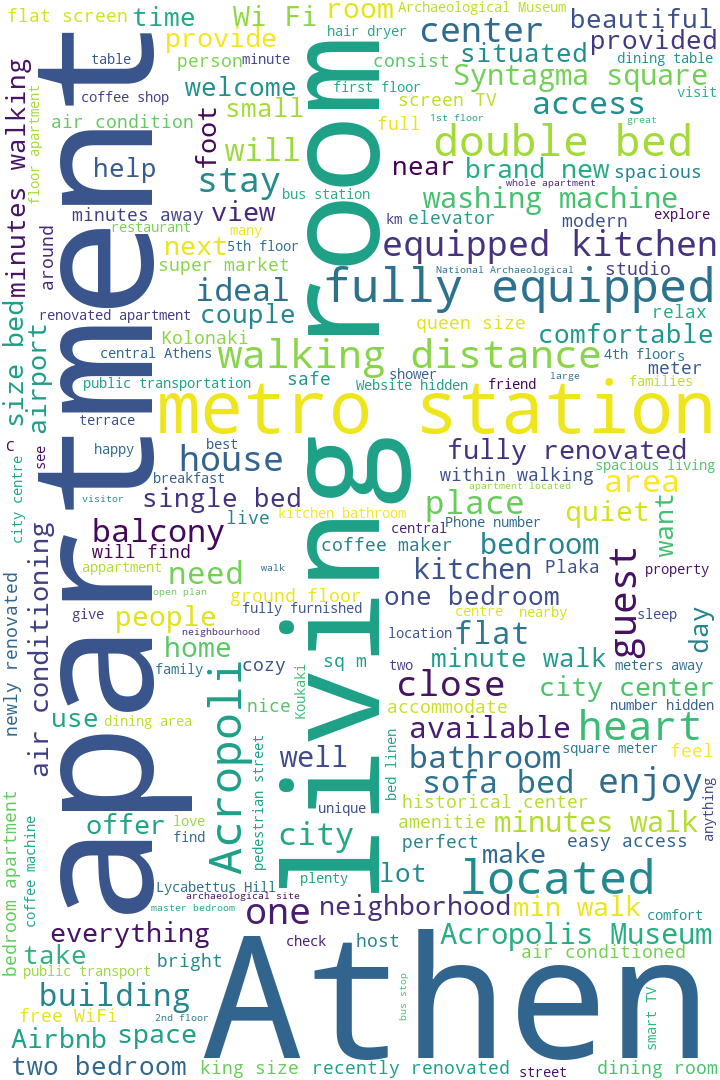 flat screen
time
Wi Fi
room
Archaeological Museum
beautiful
table
provide
hair dryer
center
provided
person
minute
consist
situated
dining table
coffee shop
welcome
first floor
screen TV
Syntagma square
visit
air condition
small
full
1st floor
access
great
minutes walking
floor apartment
apartment
foot
will
living room
double bed
help
stay
bus station
near
brand new
spacious
whole apartment
washing machine
minutes away
view
km
elevator
modern
explore
restaurant
many
around
next
5th floor
equipped kitchen
super market
National Archaeological
studio
ideal
fully equipped
renovated apartment
couple
queen size
relax
size bed
airport
Kolonaki
comfortable
central Athens
walking distance
4th floor
s
meter
public transportation
safe
shower
Website hidden
friend
large
families
metro station
terrace
C
see
happy
best
house
fully renovated
city centre
breakfast
within walking
spacious living
visitor
single bed
apartment located
area
kitchen bathroom
place
quiet
want
balcony
live
central
Phone number
air conditioning
will find
coffee maker
bedroom
appartment
need
walk
kitchen
Plaka
property
guest
newly renovated
open plan
ground floor
one bedroom
give
people
fully furnished
centre
nearby
sleep
day
neighbourhood
location
flat
home
sq m
two
minute walk
meters away
family
cozy
Koukaki
close
city center
Acropoli
nice
accommodate
number hidden
use
dining area
available
heart
pedestrian street
well
bed linen
bathroom
square meter
feel
sofa bed
enjoy
bedroom apartment
coffee machine
unique
historical center
anything
offer
love
find
city
amenitie
minutes walk
perfect
easy access
make
Lycabettus Hill
plenty
lot
located
archaeological site
master bedroom
one
neighborhood
min walk
comfort
everything
check
host
Acropolis Museum
take
bright
air conditioned
public transport
building
Athen
bus stop
smart TV
free WiFi
2nd floor
Airbnb
space
two bedroom
king size
recently renovated
street
dining room